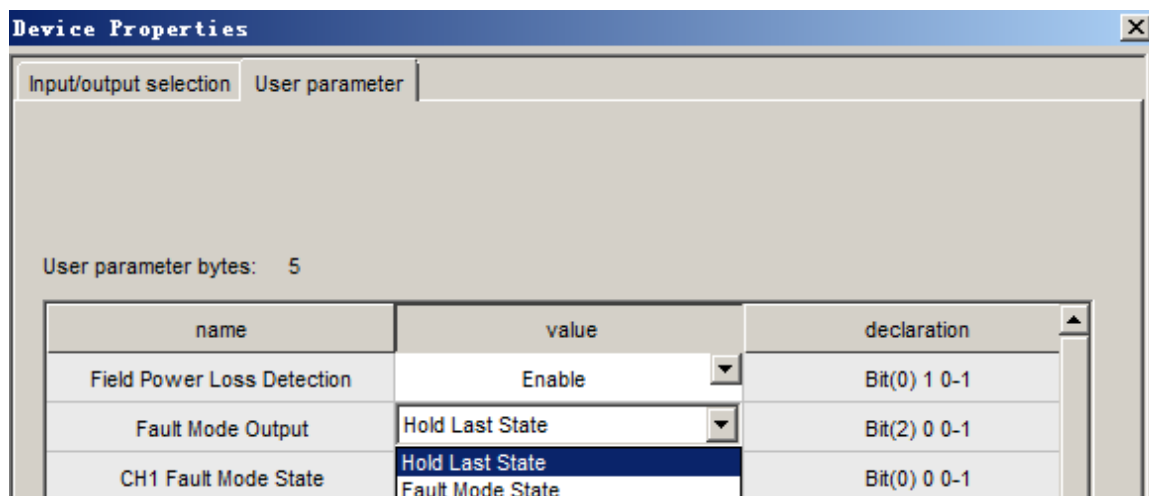 Device Properties
Input/output selection User parameter
User parameter bytes: 5
name value declaration
Field Power Loss Detection Enable Bit(0) 1 0-1
Fault Mode Output Hold Last State Bit(2) 0 0-1
Hold Last State
CH1 Fault Mode State Bit(0) 0 0-1
Fault Mode State